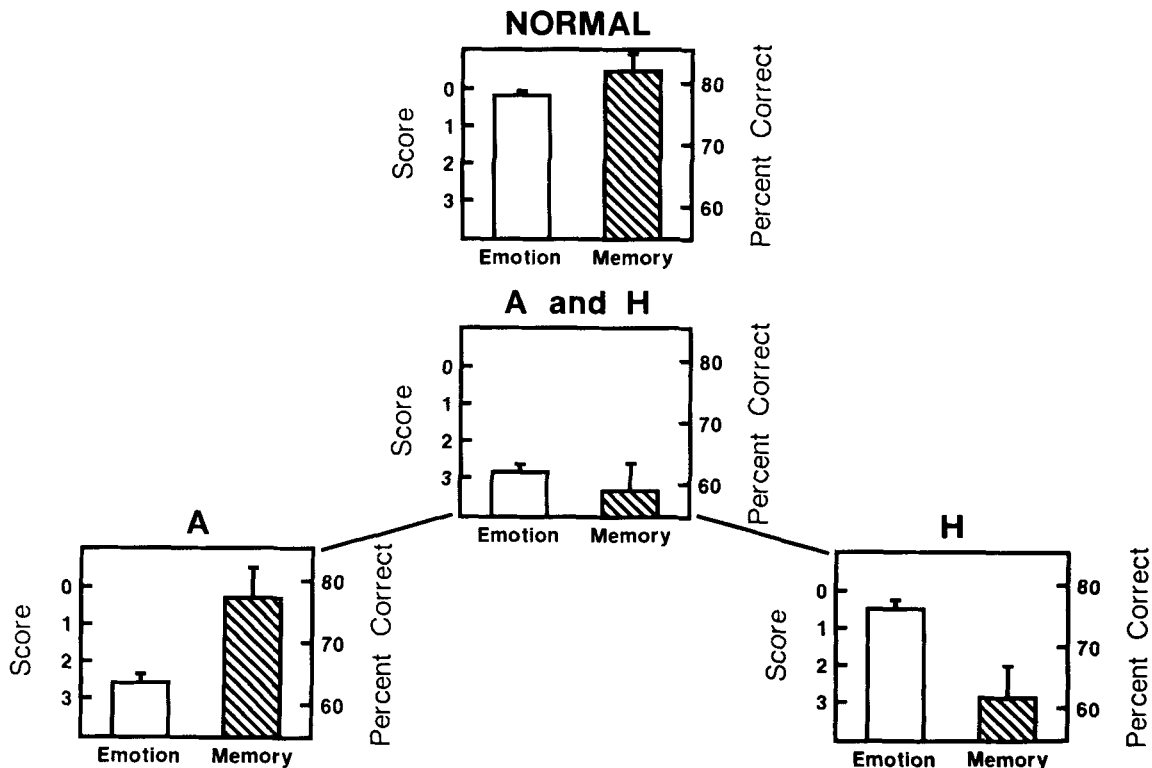 NORMAL
Score
0
1
2
3
80
70
60
Percent Correct
Emotion Memory
A and H
Score
0
1
2
3
80
70
60
Percent Correct
Emotion Memory
A
Score
0
1
2
3
80
70
60
Percent Correct
Emotion Memory
H
Score
0
1
2
3
80
70
60
Percent Correct
Emotion Memory